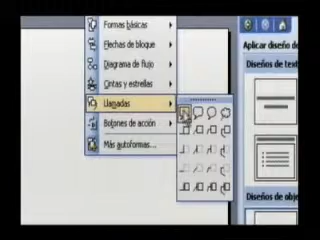 Formas básicas
Flechas de bloque
Diagrama de flujo
Cintas y estrellas
Llamadas
Botones de acción
Más autoformas...
Aplicar diseño de
Diseños de text
Diseños de obje